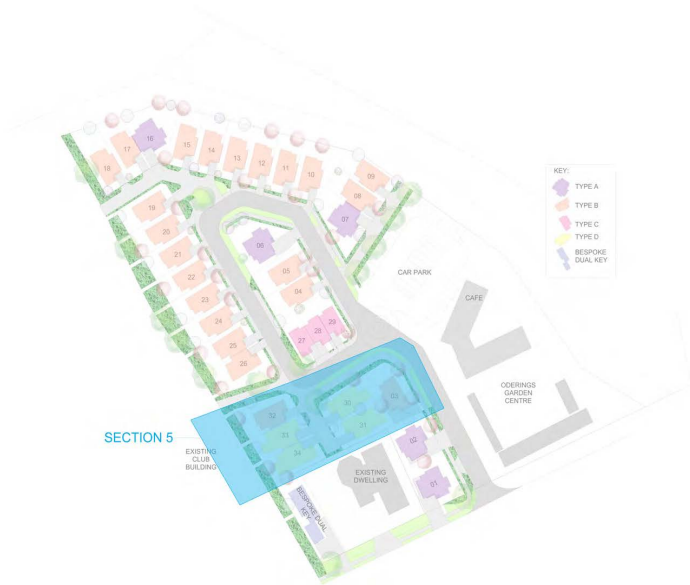 16
17
18
15
14
13
12
11
10
09
08
07
19
20
21
22
23
24
25
26
06
05
04
27
28
29
KEY:
TYPE A
TYPE B
TYPE C
TYPE D
BESPOKE
DUAL KEY
CAR PARK
CAFE
ODERINGS
GARDEN
CENTRE
SECTION 5
EXISTING
CLUB
BUILDING
32
33
34
30
31
03
02
01
EXISTING
DWELLING
BESPOKE DUAL
KEY